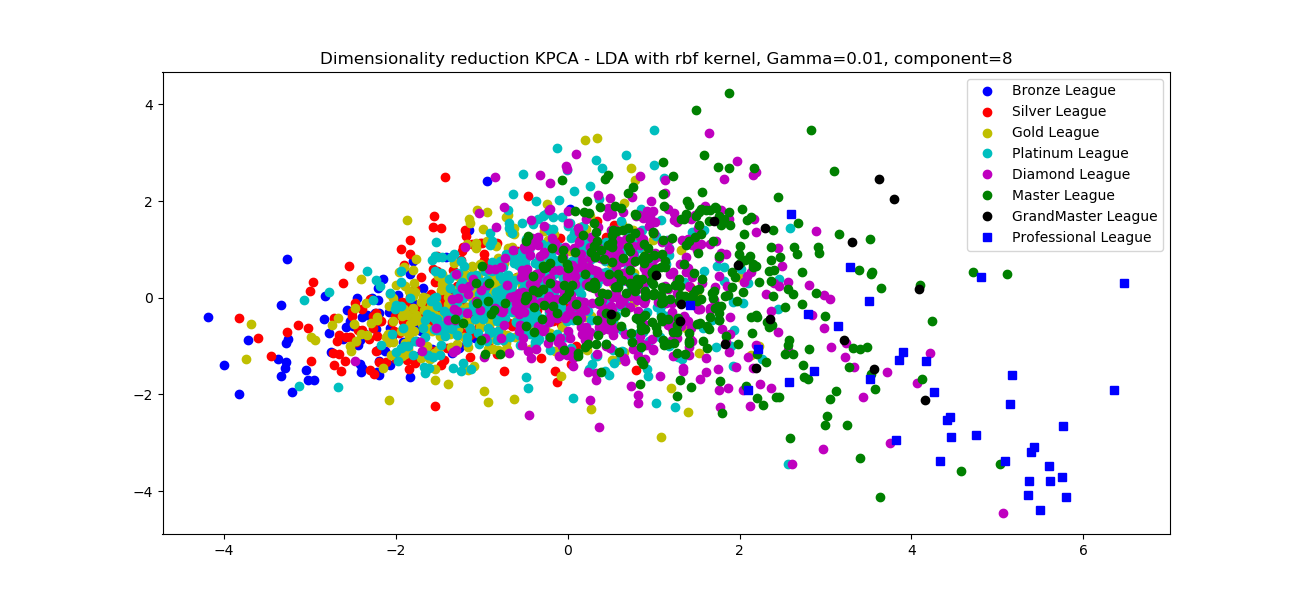 Dimensionality reduction KPCA - LDA with rbf kernel, Gamma=0.01, component=8
Bronze League
Silver League
Gold League
Platinum League
Diamond League
Master League
GrandMaster League
Professional League
4
2
0
−2
−4
−4
−2
0
2
4
6